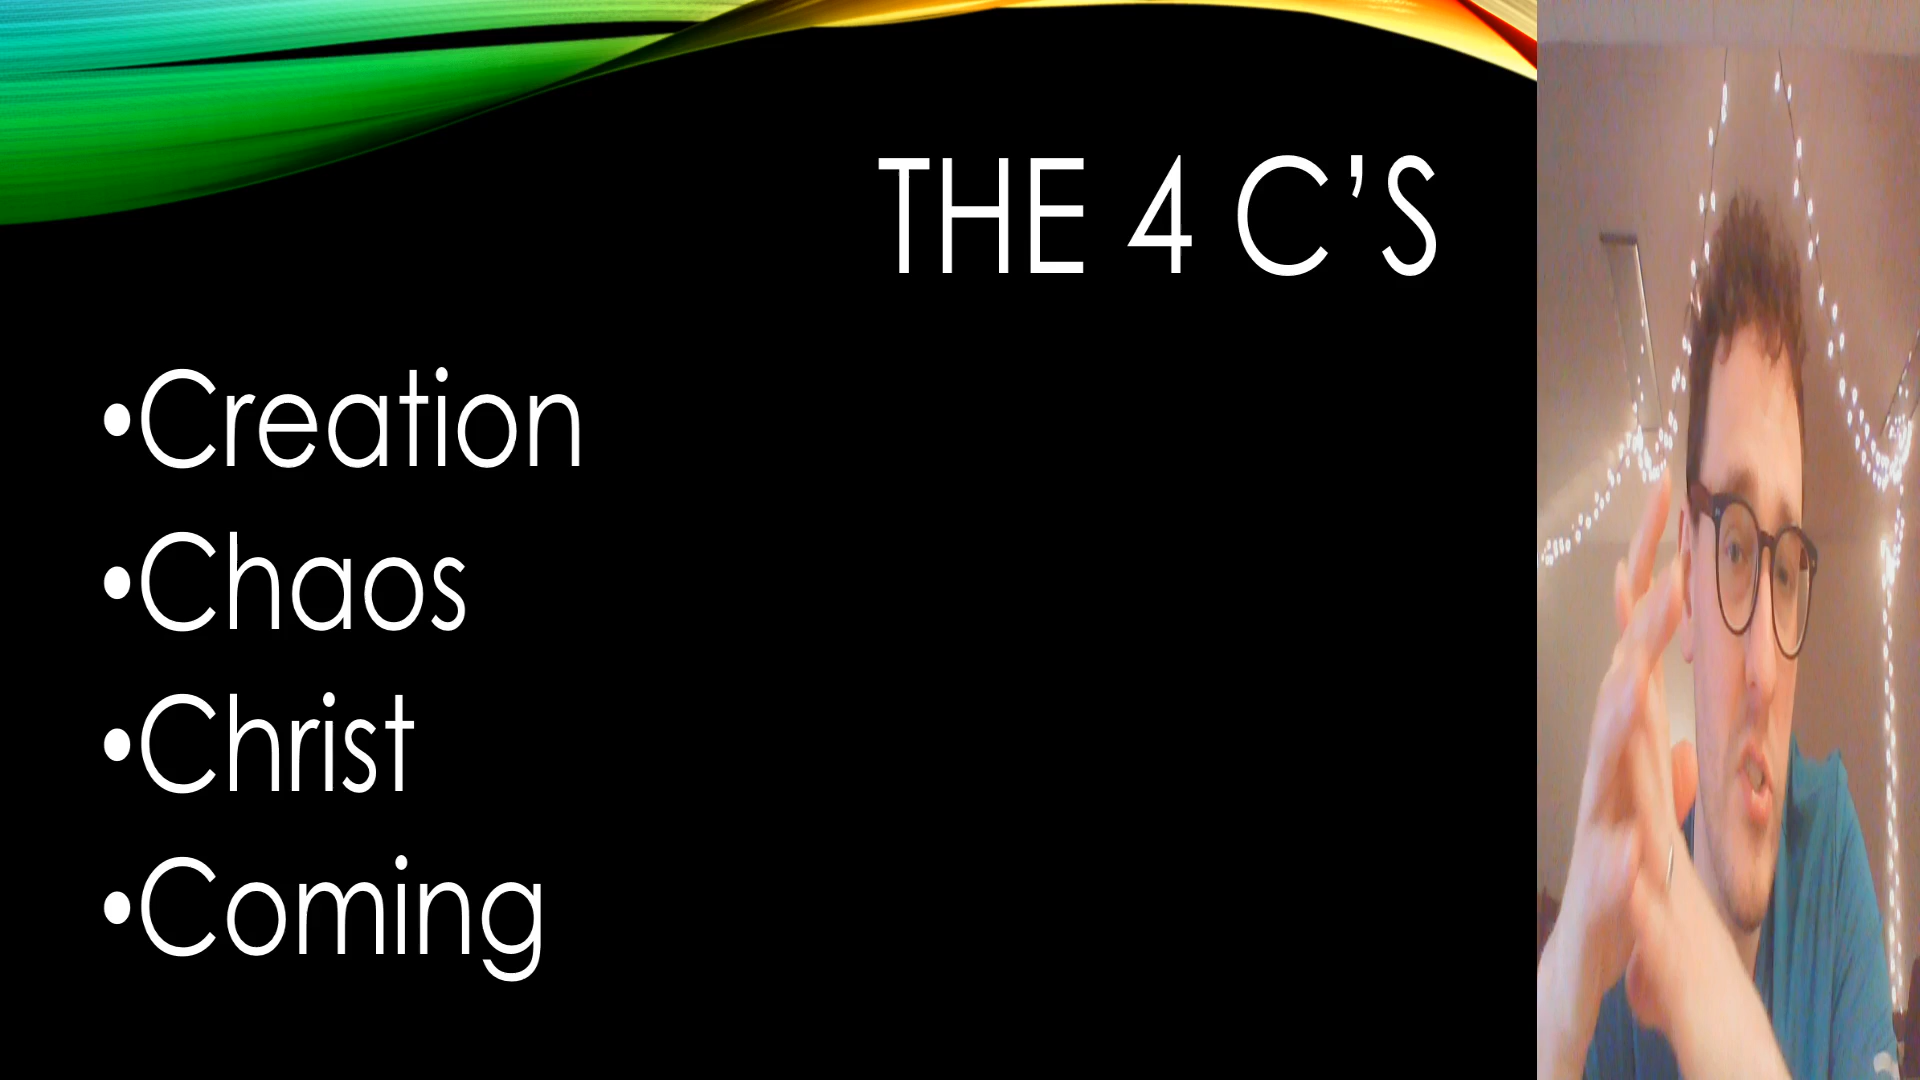 THE 4 C’S
•Creation
•Chaos
•Christ
•Coming